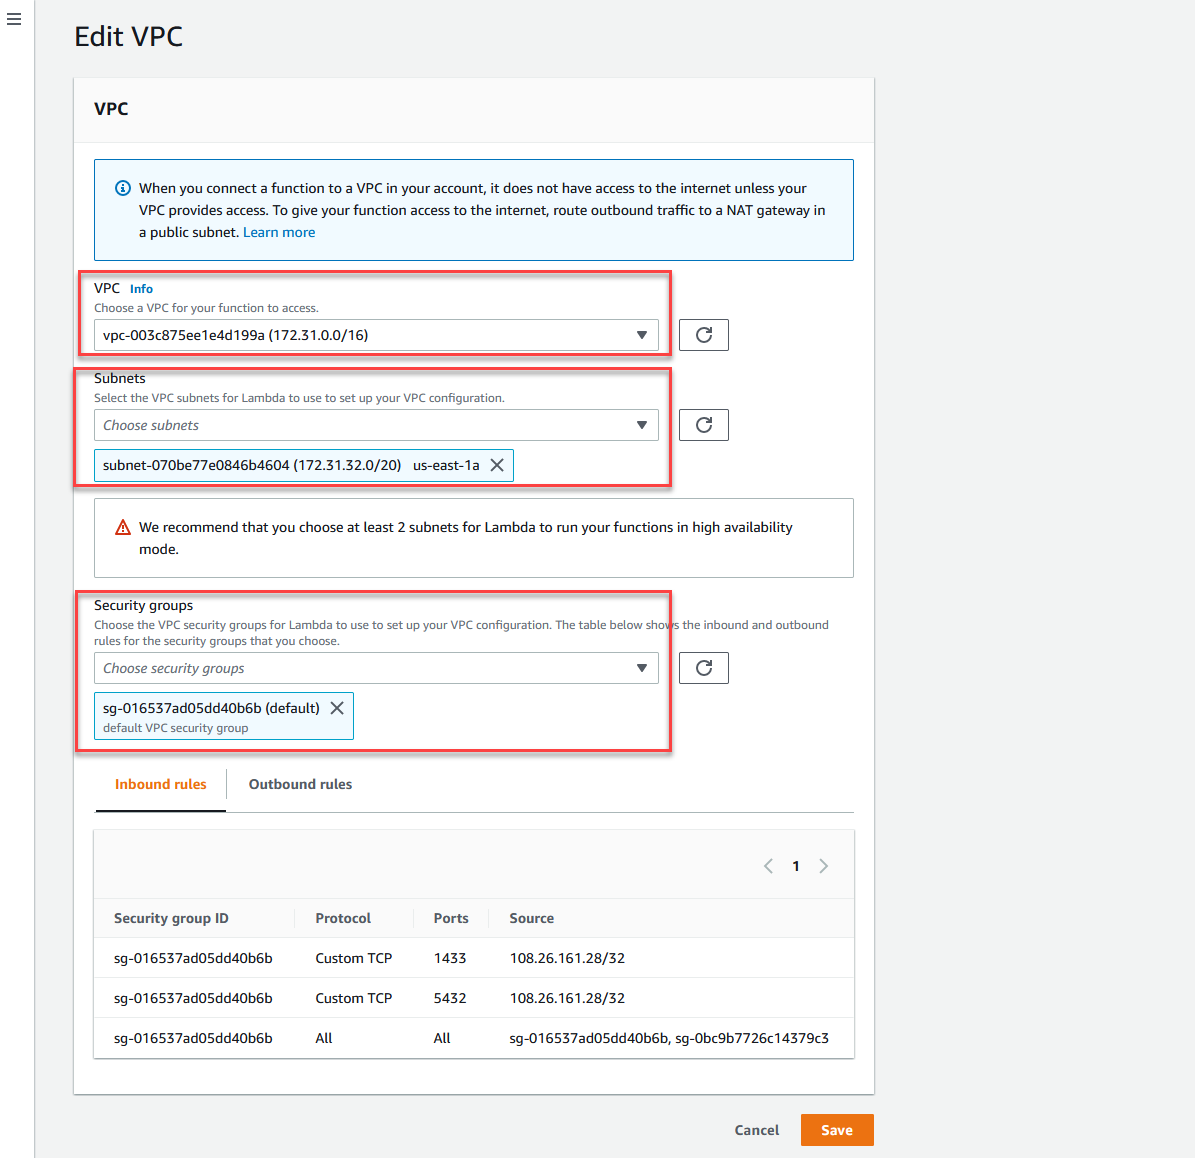 Edit VPC
VPC
When you connect a function to a VPC in your account, it does not have access to the internet unless your
VPC provides access. To give your function access to the internet, route outbound traffic to a NAT gateway in
a public subnet. Learn more
VPC Info
Choose a VPC for your function to access.
vpc-003c875ee1e4d199a (172.31.0.0/16)
Subnets
Select the VPC subnets for Lambda to use to set up your VPC configuration.
Choose subnets
subnet-070be77e0846b4604 (172.31.32.0/20) us-east-1a
We recommend that you choose at least 2 subnets for Lambda to run your functions in high availability
mode.
Security groups
Choose the VPC security groups for Lambda to use to set up your VPC configuration. The table below shows the inbound and outbound
rules for the security groups that you choose.
Choose security groups
sg-016537ad05dd40b6b (default)
default VPC security group
Inbound rules Outbound rules
1
Security group ID Protocol Ports Source
sg-016537ad05dd40b6b Custom TCP 1433 108.26.161.28/32
sg-016537ad05dd40b6b Custom TCP 5432 108.26.161.28/32
sg-016537ad05dd40b6b All All sg-016537ad05dd40b6b, sg-0bc9b7726c14379c3
Cancel Save